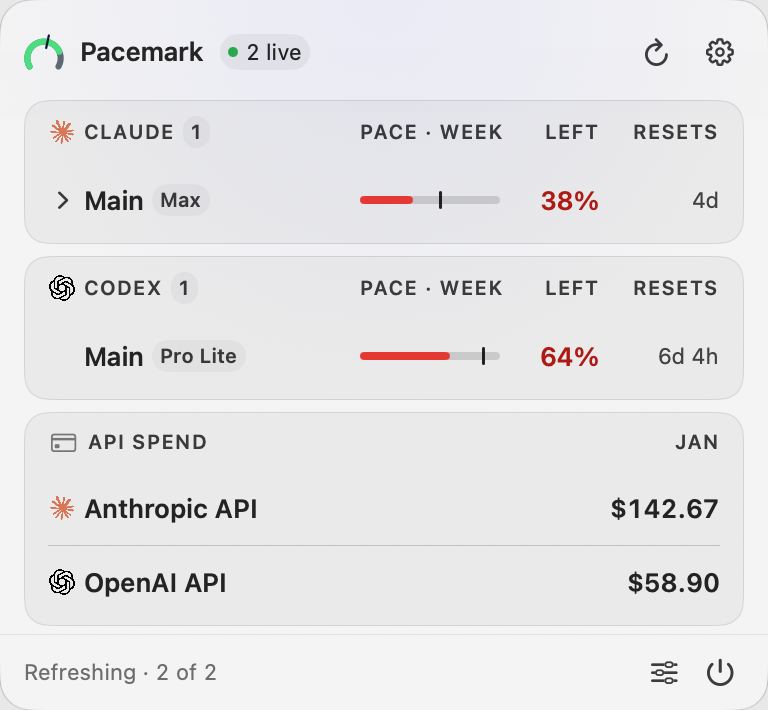 Pacemark 2 live
CLAUDE 1 PACE · WEEK LEFT RESETS
Main Max 38% 4d
CODEX 1 PACE · WEEK LEFT RESETS
Main Pro Lite 64% 6d 4h
API SPEND JAN
Anthropic API $142.67
OpenAI API $58.90
Refreshing · 2 of 2